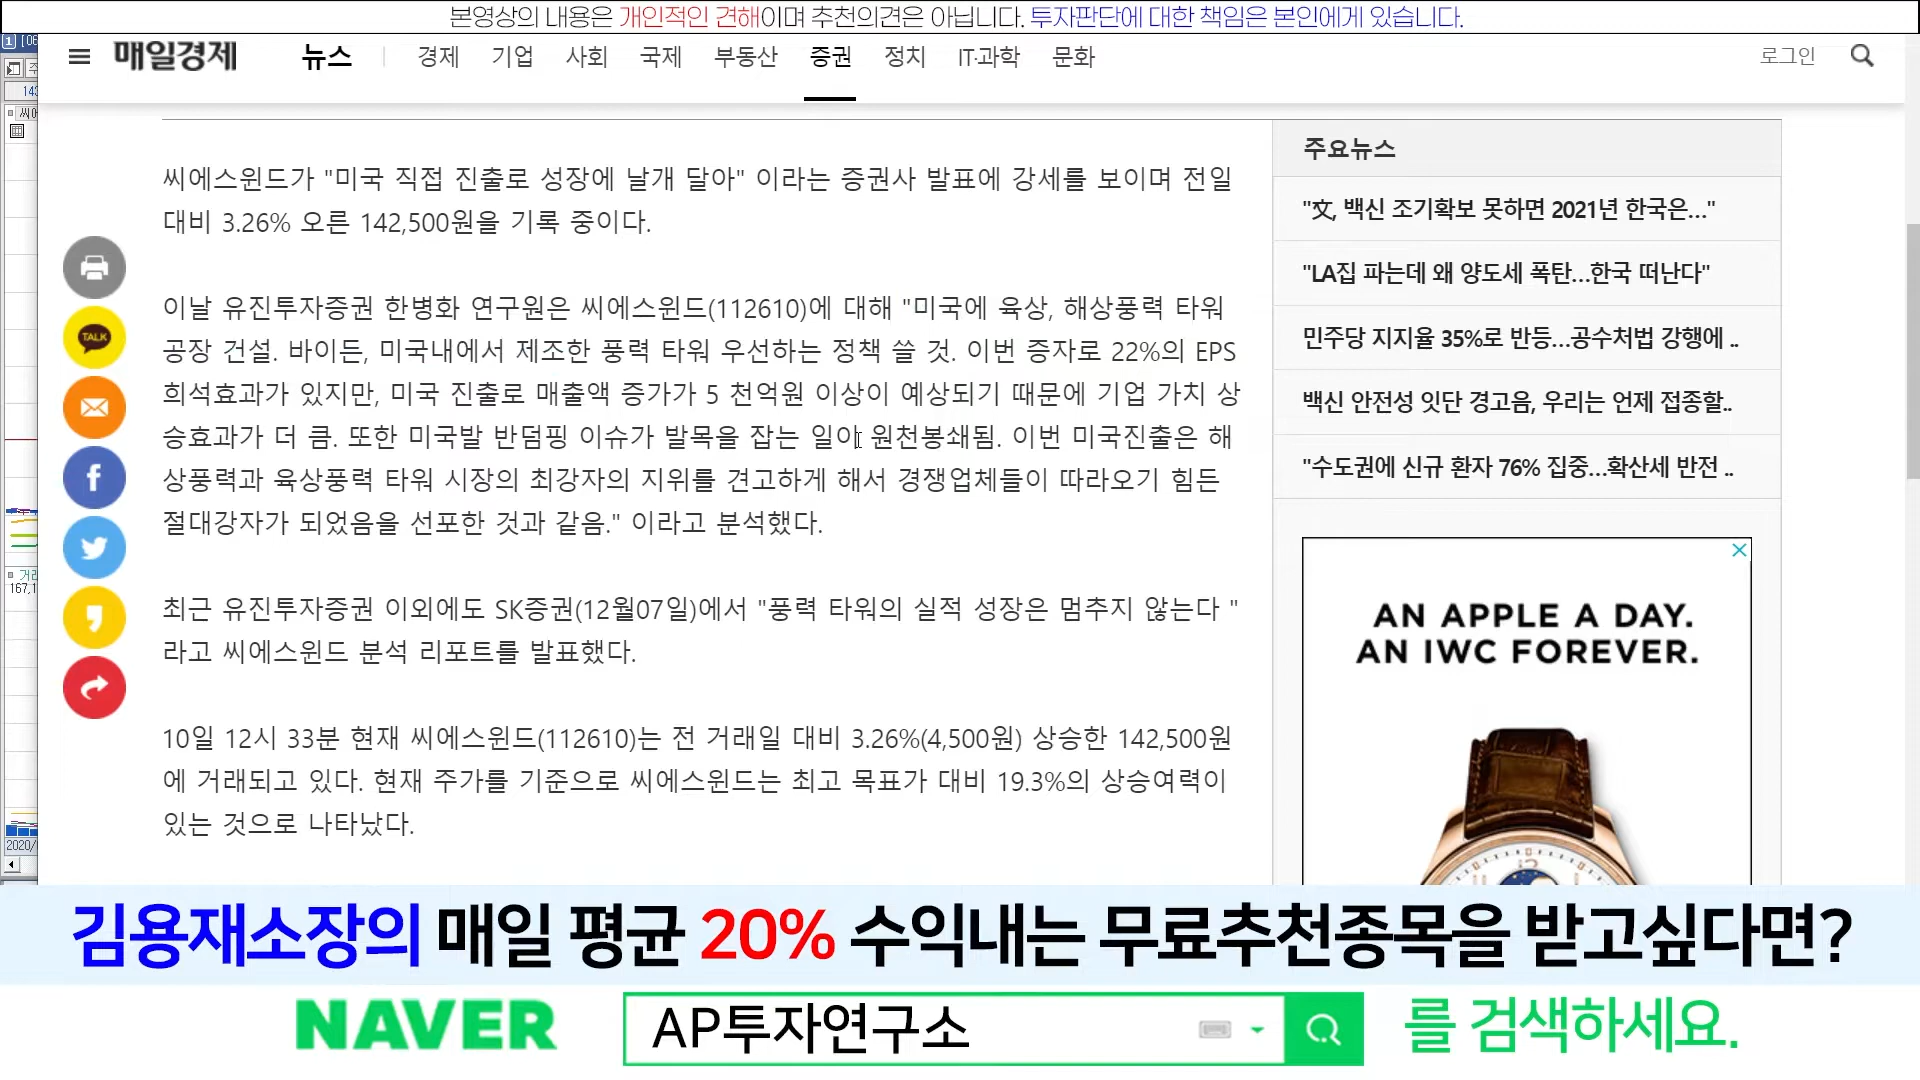 본영상의 내용은 개인적인 견해이며 추천의견은 아닙니다. 투자판단에 대한 책임은 본인에게 있습니다.
매일경제 뉴스 경제 기업 사회 국제 부동산 증권 정치 IT·과학 문화 로그인
씨에스윈드가 "미국 직접 진출로 성장에 날개 달아" 이라는 증권사 발표에 강세를 보이며 전일
대비 3.26% 오른 142,500원을 기록 중이다.
이날 유진투자증권 한병화 연구원은 씨에스윈드(112610)에 대해 "미국에 육상, 해상풍력 타워
공장 건설. 바이든, 미국내에서 제조한 풍력 타워 우선하는 정책 쓸 것. 이번 증자로 22%의 EPS
희석효과가 있지만, 미국 진출로 매출액 증가가 5 천억원 이상이 예상되기 때문에 기업 가치 상
승효과가 더 큼. 또한 미국발 반덤핑 이슈가 발목을 잡는 일이 원천봉쇄됨. 이번 미국진출은 해
상풍력과 육상풍력 타워 시장의 최강자의 지위를 견고하게 해서 경쟁업체들이 따라오기 힘든
절대강자가 되었음을 선포한 것과 같음." 이라고 분석했다.
최근 유진투자증권 이외에도 SK증권(12월07일)에서 "풍력 타워의 실적 성장은 멈추지 않는다 "
라고 씨에스윈드 분석 리포트를 발표했다.
10일 12시 33분 현재 씨에스윈드(112610)는 전 거래일 대비 3.26%(4,500원) 상승한 142,500원
에 거래되고 있다. 현재 주가를 기준으로 씨에스윈드는 최고 목표가 대비 19.3%의 상승여력이
있는 것으로 나타났다.
TALK
주요뉴스
"文, 백신 조기확보 못하면 2021년 한국은..."
"LA집 파는데 왜 양도세 폭탄...한국 떠난다"
민주당 지지율 35%로 반등...공수처법 강행에 ..
백신 안전성 잇단 경고음, 우리는 언제 접종할..
"수도권에 신규 환자 76% 집중...확산세 반전 ..
AN APPLE A DAY.
AN IWC FOREVER.
김용재소장의 매일 평균 20% 수익내는 무료추천종목을 받고싶다면?
NAVER AP투자연구소 를 검색하세요.